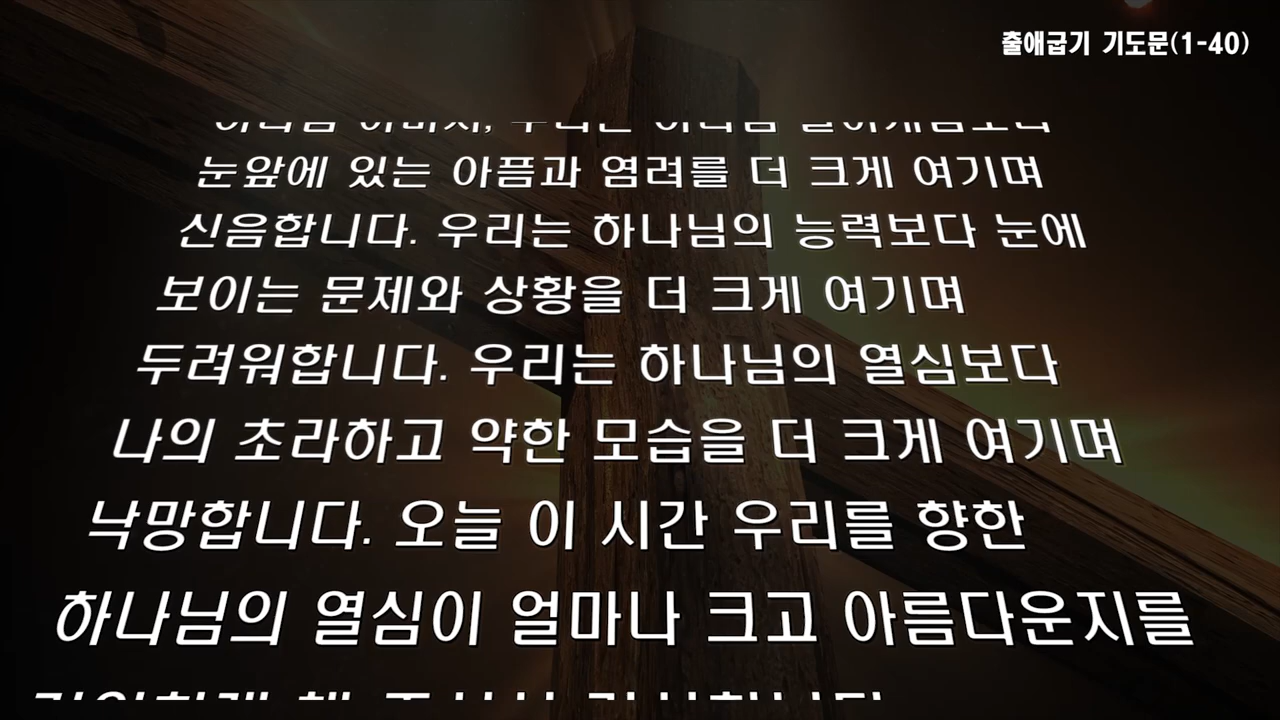 출애굽기 기도문(1-40)
눈앞에 있는 아픔과 염려를 더 크게 여기며
신음합니다. 우리는 하나님의 능력보다 눈에
보이는 문제와 상황을 더 크게 여기며
두려워합니다. 우리는 하나님의 열심보다
나의 초라하고 약한 모습을 더 크게 여기며
낙망합니다. 오늘 이 시간 우리를 향한
하나님의 열심이 얼마나 크고 아름다운지를